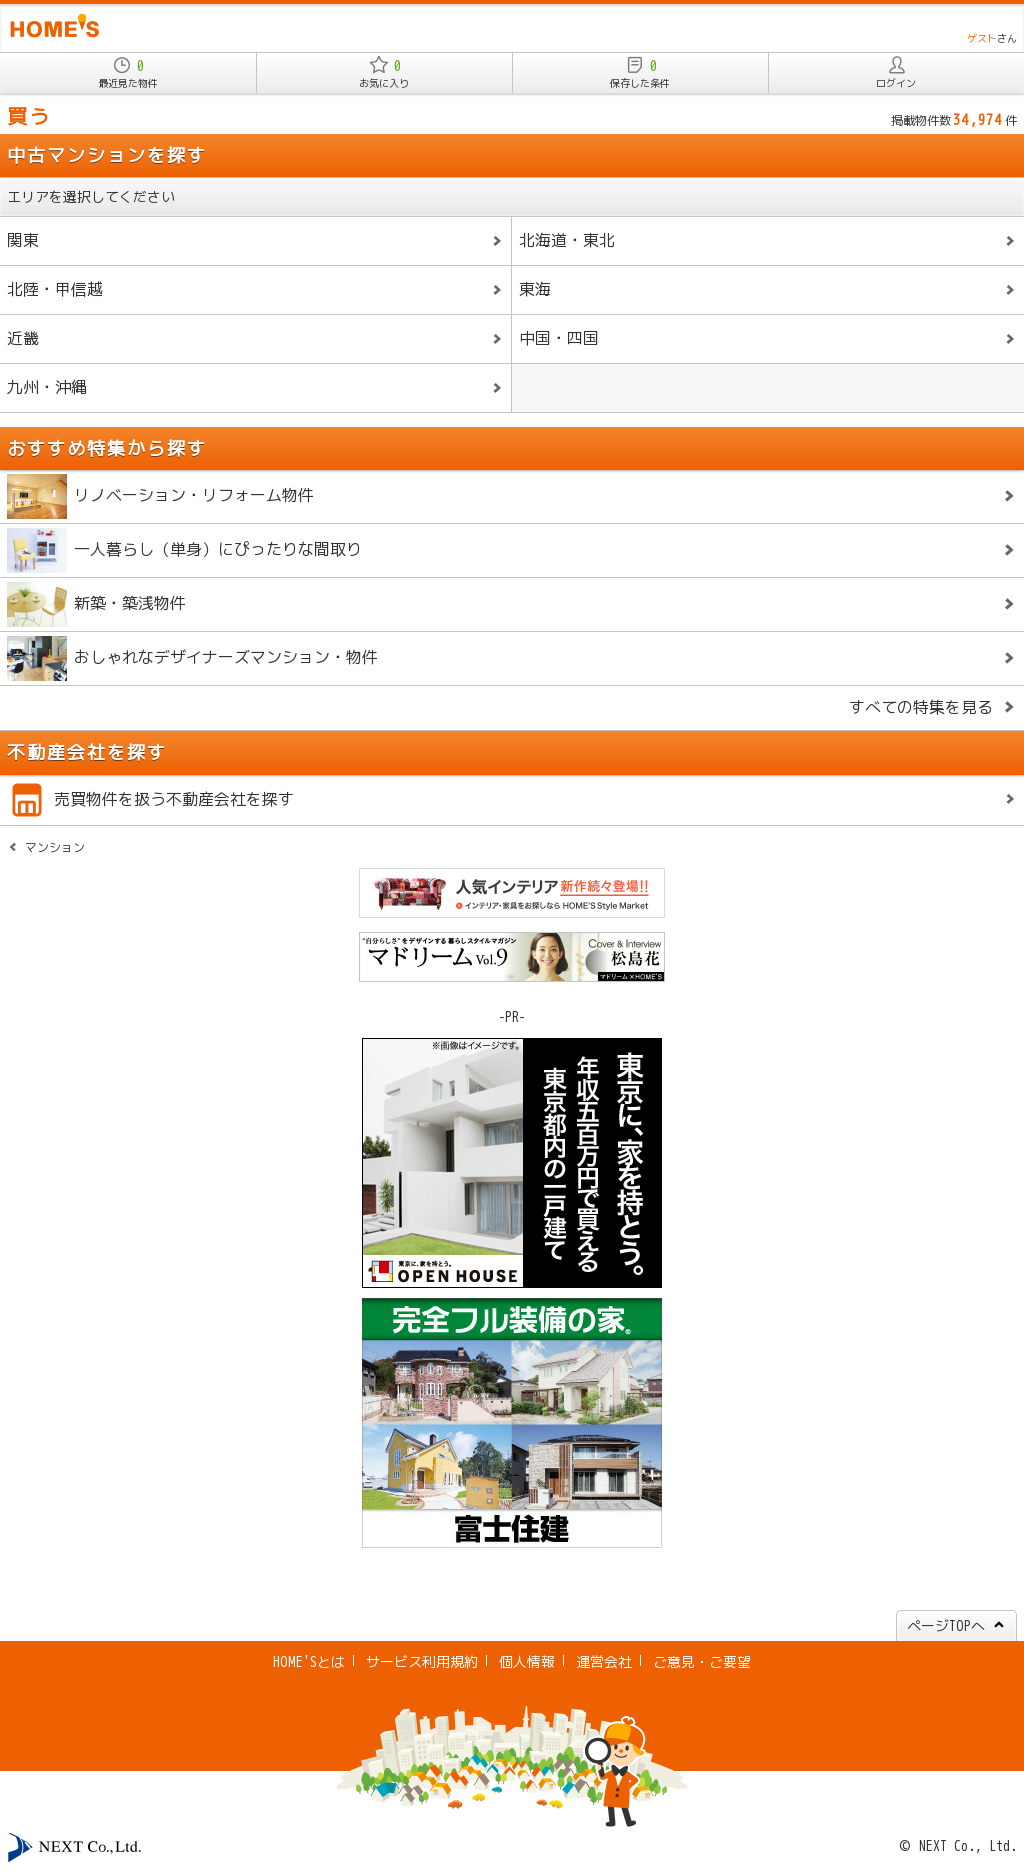 HOME'S
ゲストさん
0
最近見た物件
0
お気に入り
0
保存した条件
ログイン
買う
掲載物件数34,974件
中古マンションを探す
エリアを選択してください
関東
北海道・東北
北陸・甲信越
東海
近畿
中国・四国
九州・沖縄
おすすめ特集から探す
リノベーション・リフォーム物件
一人暮らし（単身）にぴったりな間取り
新築・築浅物件
おしゃれなデザイナーズマンション・物件
すべての特集を見る
不動産会社を探す
売買物件を扱う不動産会社を探す
マンション
人気インテリア新作続々登場!!
インテリア・家具をお探しなら HOME'S Style Market
"自分らしさ"をデザインする暮らしスタイルマガジン
マドリーム Vol.9
Cover & Interview
松島花
マドリーム×HOME'S
-PR-
※画像はイメージです。
東京に、家を持とう。
年収五百万円で買える
東京都内の一戸建て
東京に、家を持とう。
OPEN HOUSE
完全フル装備の家®
富士住建
ページTOPへ
HOME'Sとは
サービス利用規約
個人情報
運営会社
ご意見・ご要望
NEXT Co.,Ltd.
© NEXT Co., Ltd.